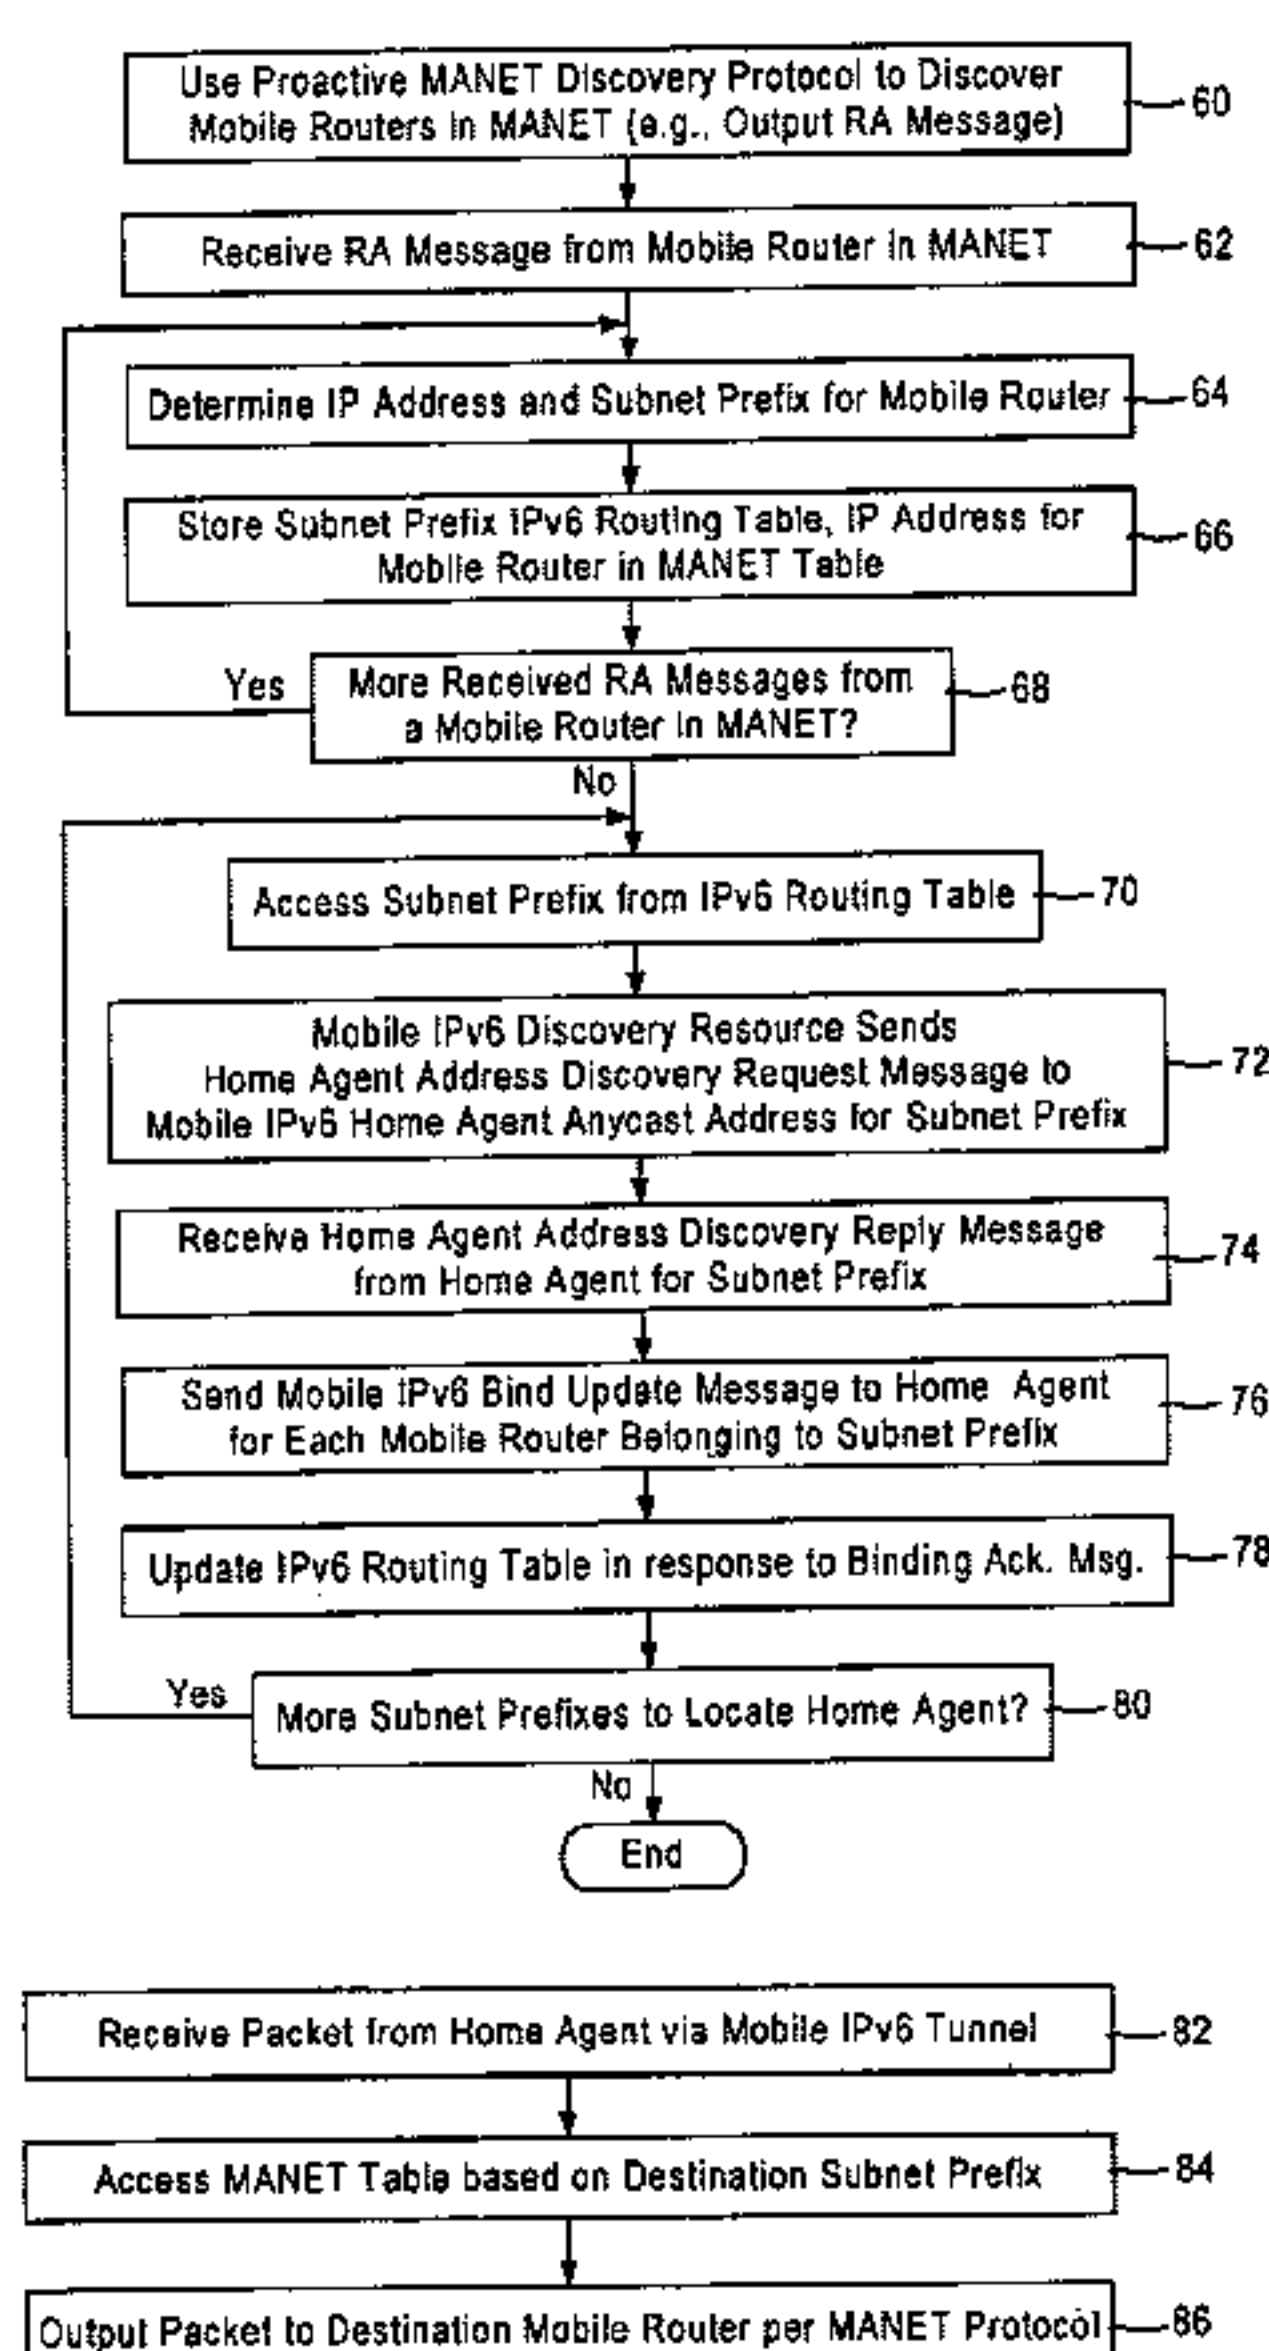 Use Proactive MANET Discovery Protocol to Discover
Mobile Routers in MANET (e.g., Output RA Message)
60
Receive RA Message from Mobile Router in MANET
62
Determine IP Address and Subnet Prefix for Mobile Router
64
Store Subnet Prefix IPv6 Routing Table, IP Address for
Mobile Router in MANET Table
66
Yes
More Received RA Messages from
a Mobile Router in MANET?
68
No
Access Subnet Prefix from IPv6 Routing Table
70
Mobile IPv6 Discovery Resource Sends
Home Agent Address Discovery Request Message to
Mobile IPv6 Home Agent Anycast Address for Subnet Prefix
72
Receive Home Agent Address Discovery Reply Message
from Home Agent for Subnet Prefix
74
Send Mobile IPv6 Bind Update Message to Home Agent
for Each Mobile Router Belonging to Subnet Prefix
76
Update IPv6 Routing Table in response to Binding Ack. Msg.
78
Yes
More Subnet Prefixes to Locate Home Agent?
80
No
End
Receive Packet from Home Agent via Mobile IPv6 Tunnel
82
Access MANET Table based on Destination Subnet Prefix
84
Output Packet to Destination Mobile Router per MANET Protocol
86